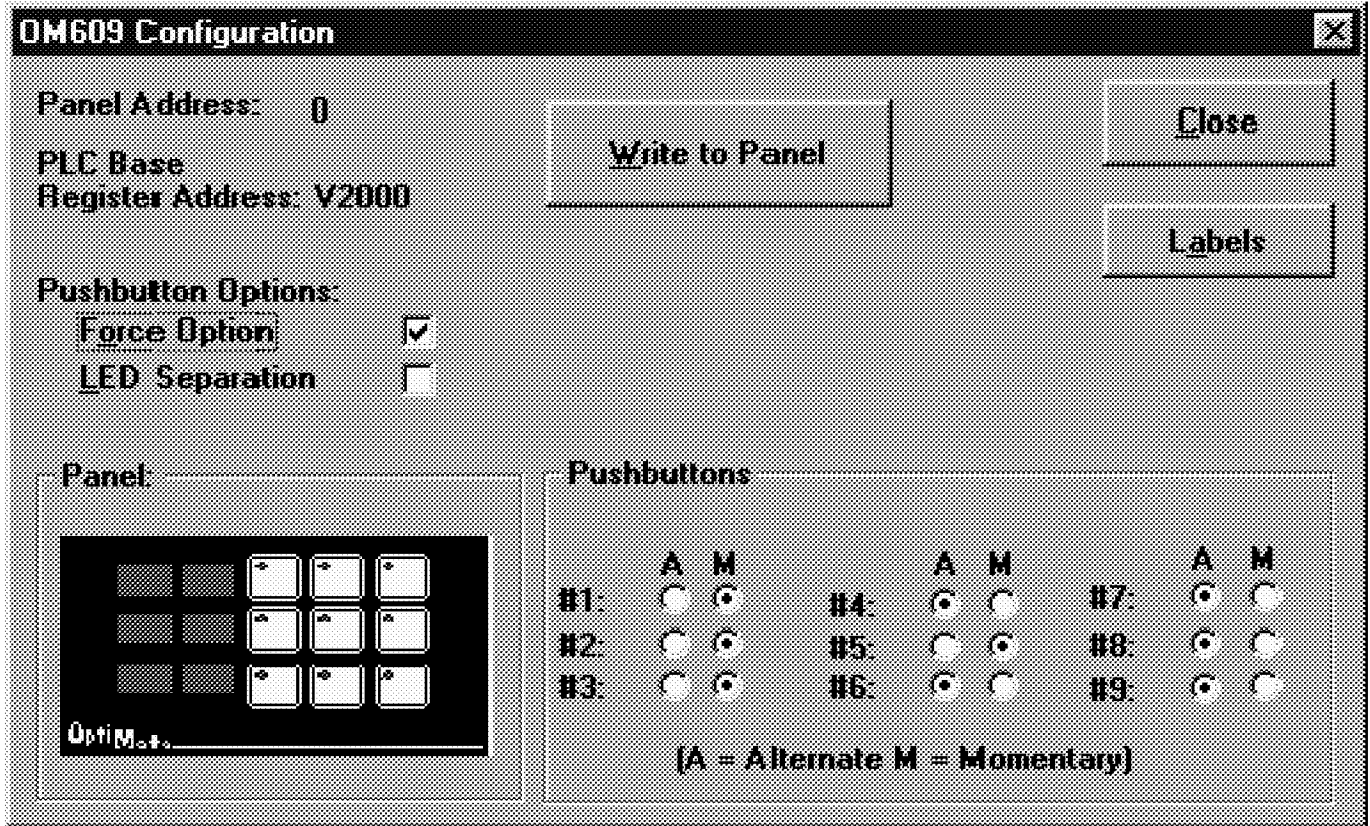 OM609 Configuration
Panel Address: 0
Write to Panel
Close
PLC Base
Register Address: V2000
Labels
Pushbutton Options:
Force Option
LED Separation
Panel:
OptiMate
Pushbuttons
A M A M A M
#1: #4: #7:
#2: #5: #8:
#3: #6: #9:
(A = Alternate M = Momentary)